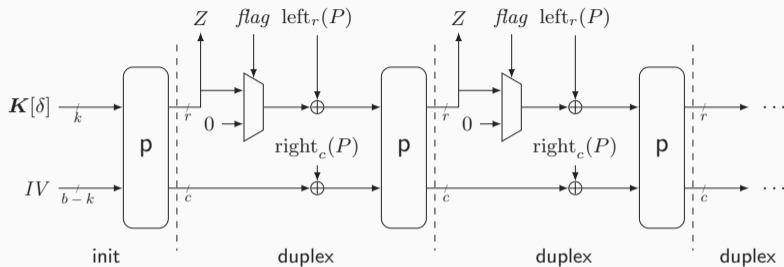 Z flag left_r(P) Z flag left_r(P)
K[δ] k r r r ...
0 0
p right_c(P) p right_c(P) p
IV b − k c c c ...
init duplex duplex duplex